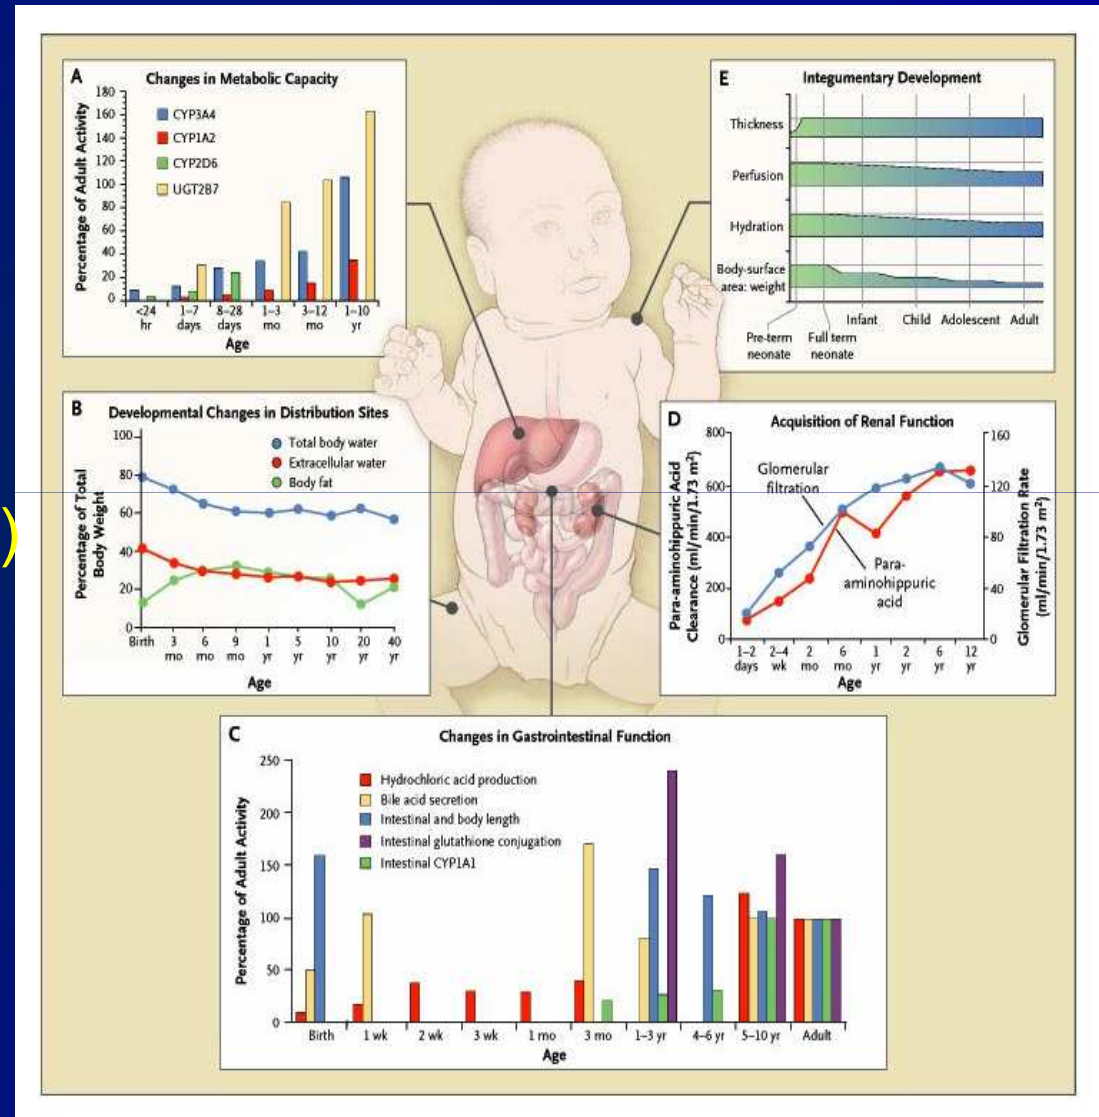 A
Changes in Metabolic Capacity
Percentage of Adult Activity
180
160
140
120
100
80
60
40
20
0
CYP3A4
CYP1A2
CYP2D6
UGT2B7
<24 hr
1–7 days
8–28 days
1–3 mo
3–12 mo
1–10 yr
Age
E
Integumentary Development
Thickness
Perfusion
Hydration
Body-surface
area: weight
Pre-term
neonate
Full term
neonate
Infant
Child
Adolescent
Adult
B
Developmental Changes in Distribution Sites
Percentage of Total
Body Weight
100
80
60
40
20
0
Total body water
Extracellular water
Body fat
Birth
3 mo
6 mo
9 mo
1 yr
5 yr
10 yr
20 yr
40 yr
Age
)
D
Acquisition of Renal Function
Para-aminohippuric Acid
Clearance (ml/min/1.73 m²)
800
600
400
200
0
Glomerular
filtration
Para-
aminohippuric
acid
160
120
80
40
0
Glomerular Filtration Rate
(ml/min/1.73 m²)
1–2 days
2–4 wk
2 mo
6 mo
1 yr
2 yr
6 yr
12 yr
Age
C
Changes in Gastrointestinal Function
Percentage of Adult Activity
250
200
150
100
50
0
Hydrochloric acid production
Bile acid secretion
Intestinal and body length
Intestinal glutathione conjugation
Intestinal CYP1A1
Birth
1 wk
2 wk
3 wk
1 mo
3 mo
1–3 yr
4–6 yr
5–10 yr
Adult
Age